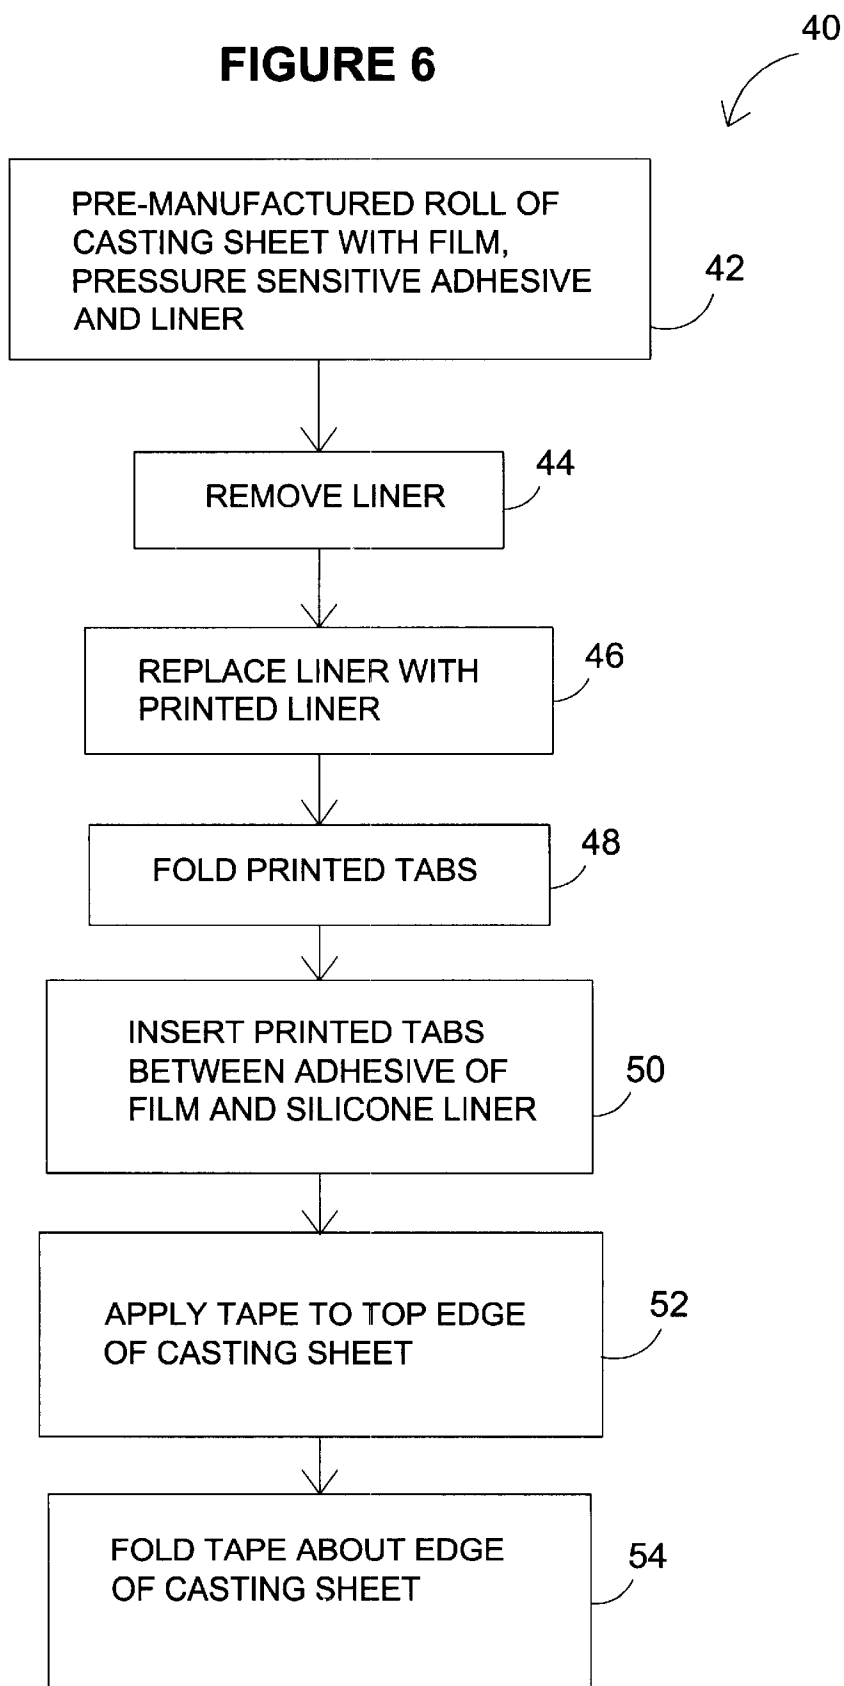 40
FIGURE 6
PRE-MANUFACTURED ROLL OF
CASTING SHEET WITH FILM,
PRESSURE SENSITIVE ADHESIVE
AND LINER
42
REMOVE LINER
44
REPLACE LINER WITH
PRINTED LINER
46
FOLD PRINTED TABS
48
INSERT PRINTED TABS
BETWEEN ADHESIVE OF
FILM AND SILICONE LINER
50
APPLY TAPE TO TOP EDGE
OF CASTING SHEET
52
FOLD TAPE ABOUT EDGE
OF CASTING SHEET
54